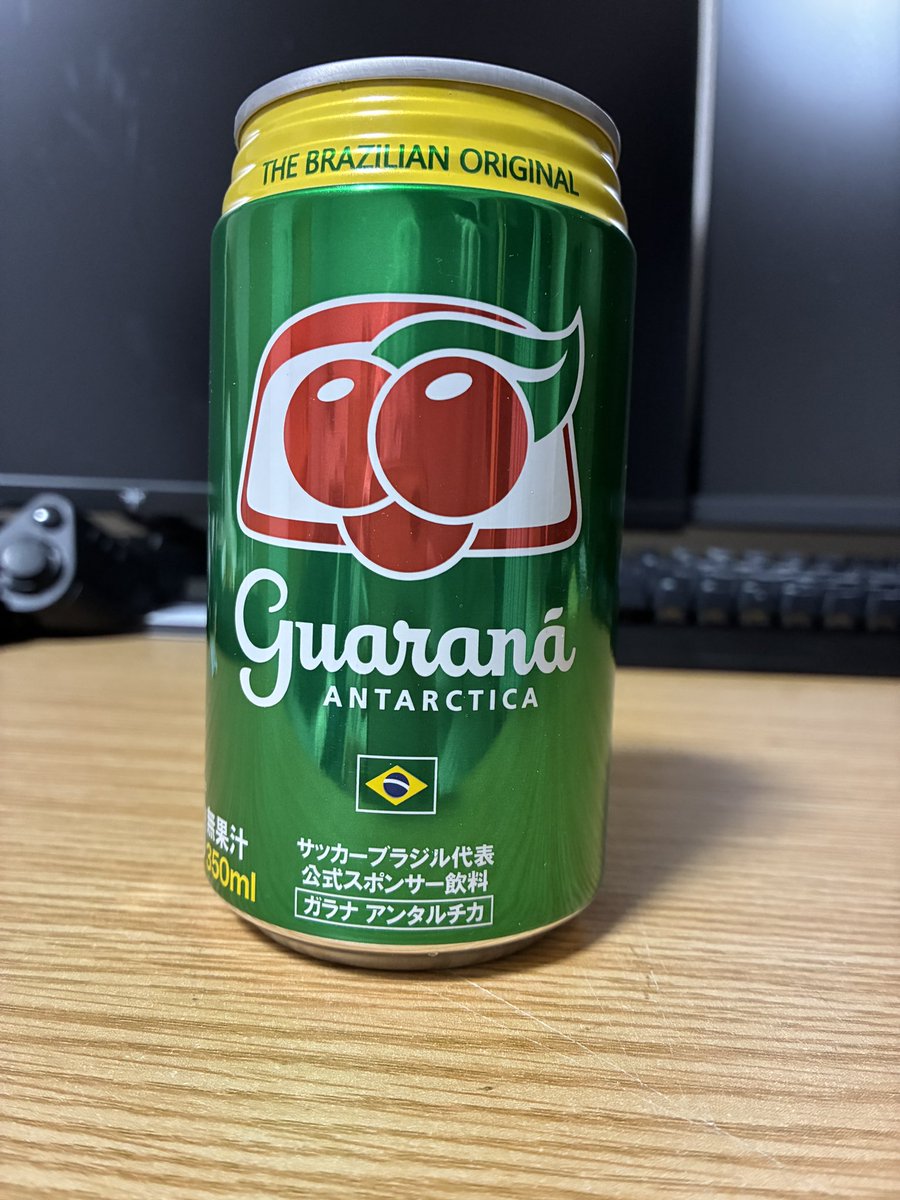 THE BRAZILIAN ORIGINAL
guaraná
ANTARCTICA
無果汁
350ml
サッカーブラジル代表
公式スポンサー飲料
ガラナ アンタルチカ